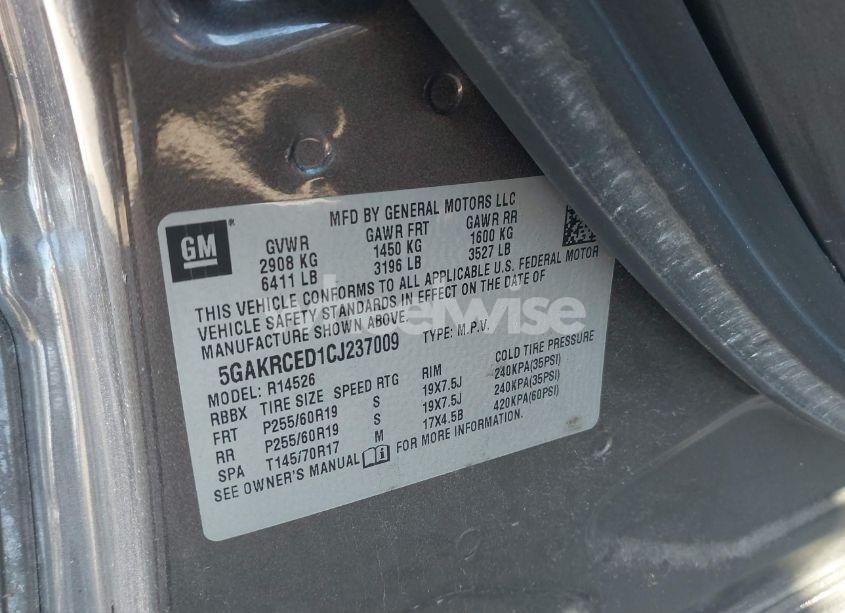 GM
MFD BY GENERAL MOTORS LLC
GVWR GAWR FRT GAWR RR
2908 KG 1450 KG 1600 KG
6411 LB 3196 LB 3527 LB
THIS VEHICLE CONFORMS TO ALL APPLICABLE U.S. FEDERAL MOTOR
VEHICLE SAFETY STANDARDS IN EFFECT ON THE DATE OF
MANUFACTURE SHOWN ABOVE.
5GAKRCED1CJ237009 TYPE: M.P.V.
MODEL: R14526
RBBX TIRE SIZE SPEED RTG RIM COLD TIRE PRESSURE
FRT P255/60R19 S 19X7.5J 240KPA(35PSI)
RR P255/60R19 S 19X7.5J 240KPA(35PSI)
SPA T145/70R17 M 17X4.5B 420KPA(60PSI)
SEE OWNER'S MANUAL FOR MORE INFORMATION.